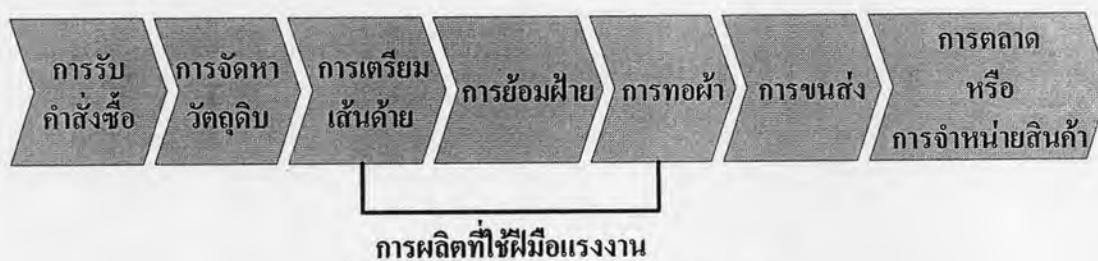 การรับ
คำสั่งซื้อ
การจัดหา
วัตถุดิบ
การเตรียม
เส้นด้าย
การย้อมฝ้าย
การทอผ้า
การขนส่ง
การตลาด
หรือ
การจำหน่ายสินค้า
การผลิตที่ใช้ฝีมือแรงงาน